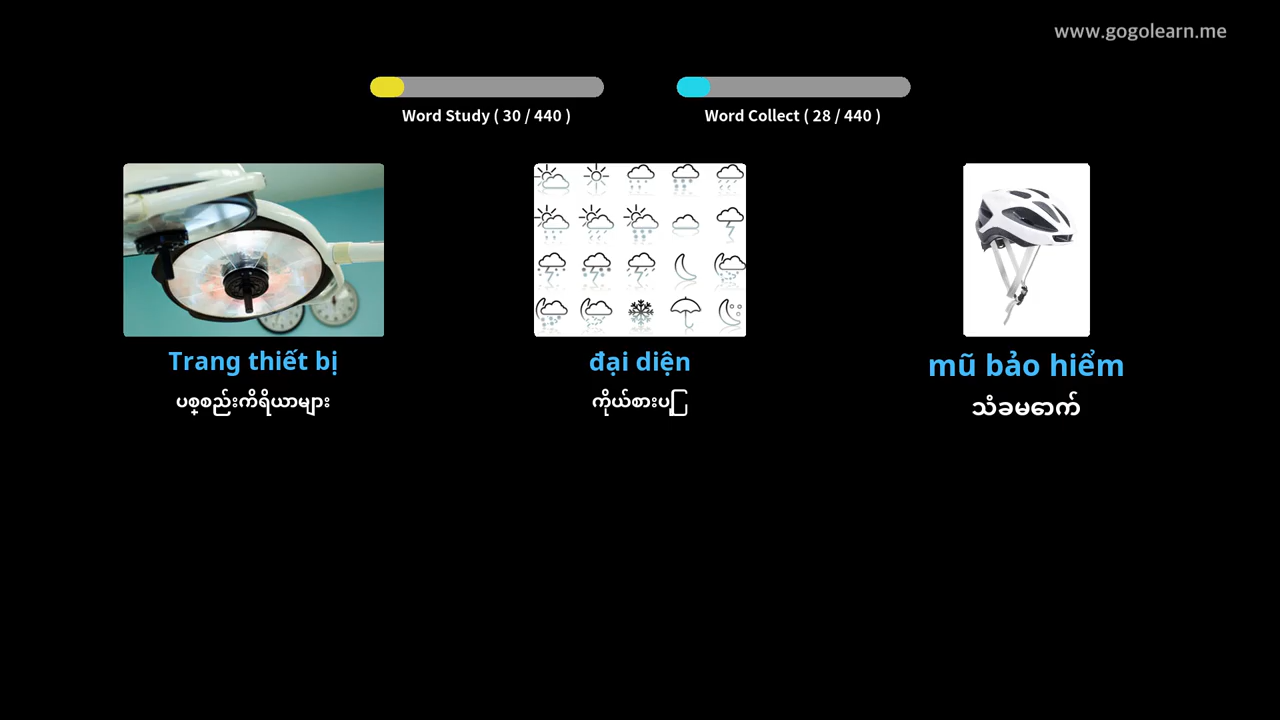 www.gogolearn.me
Word Study ( 30 / 440 )
Word Collect ( 28 / 440 )
Trang thiết bị
đại diện
mũ bảo hiểm
ပစ္စည်းကိရိယာများ
ကိုယ်စားပြု
သံခမောက်